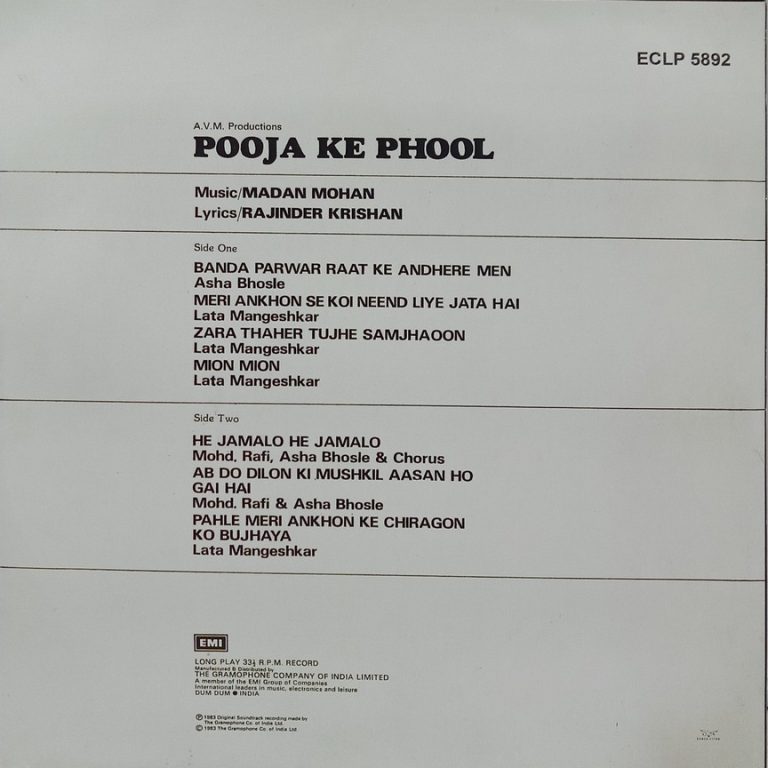 ECLP 5892
A.V.M. Productions
POOJA KE PHOOL
Music/MADAN MOHAN
Lyrics/RAJINDER KRISHAN
Side One
BANDA PARWAR RAAT KE ANDHERE MEN
Asha Bhosle
MERI ANKHON SE KOI NEEND LIYE JATA HAI
Lata Mangeshkar
ZARA THAHER TUJHE SAMJHAOON
Lata Mangeshkar
MION MION
Lata Mangeshkar
Side Two
HE JAMALO HE JAMALO
Mohd. Rafi, Asha Bhosle & Chorus
AB DO DILON KI MUSHKIL AASAN HO
GAI HAI
Mohd. Rafi & Asha Bhosle
PAHLE MERI ANKHON KE CHIRAGON
KO BUJHAYA
Lata Mangeshkar
EMI
LONG PLAY 33⅓ R.P.M. RECORD
Manufactured & Distributed by
THE GRAMOPHONE COMPANY OF INDIA LIMITED
A member of the EMI Group of Companies
International leaders in music, electronics and leisure
DUM DUM ● INDIA
Ⓟ 1983 Original Soundtrack recording made by
The Gramophone Co. of India Ltd.
© 1983 The Gramophone Co. of India Ltd.